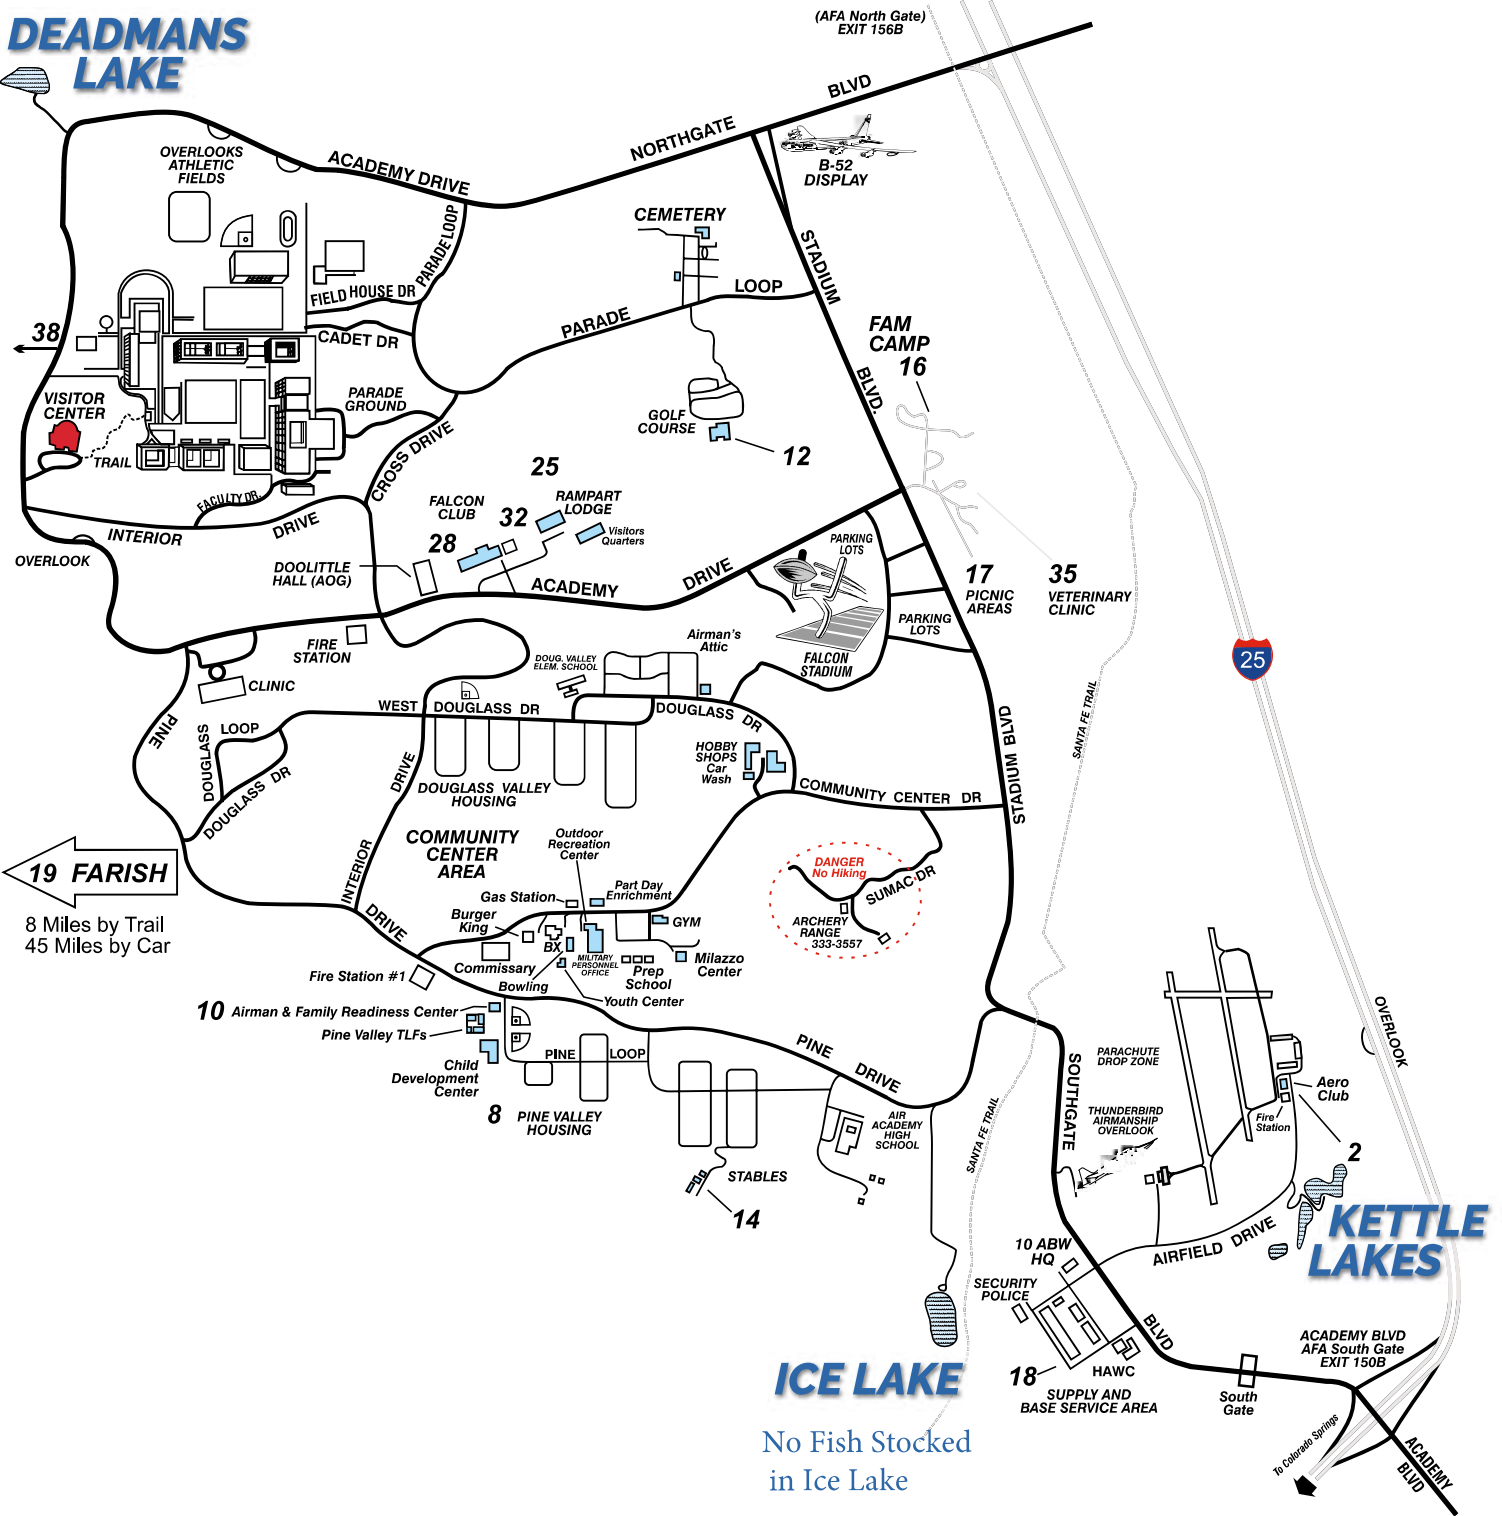 DEADMANS
LAKE
(AFA North Gate)
EXIT 156B
NORTHGATE
BLVD
B-52
DISPLAY
OVERLOOKS
ATHLETIC
FIELDS
ACADEMY DRIVE
PARADE LOOP
FIELD HOUSE DR
CADET DR
CEMETERY
PARADE
LOOP
STADIUM
BLVD.
38
VISITOR
CENTER
TRAIL
PARADE
GROUND
CROSS DRIVE
FACULTY DR.
INTERIOR
DRIVE
OVERLOOK
GOLF
COURSE
12
FAM
CAMP
16
25
RAMPART
LODGE
Visitors
Quarters
FALCON
CLUB
32
28
DOOLITTLE
HALL (AOG)
ACADEMY
DRIVE
PARKING
LOTS
17
PICNIC
AREAS
35
VETERINARY
CLINIC
PARKING
LOTS
FALCON
STADIUM
25
FIRE
STATION
CLINIC
DOUG. VALLEY
ELEM. SCHOOL
Airman's
Attic
PINE
DOUGLASS
LOOP
DOUGLASS DR
WEST DOUGLASS DR
DOUGLASS DR
INTERIOR
DRIVE
DOUGLASS VALLEY
HOUSING
HOBBY
SHOPS
Car
Wash
COMMUNITY CENTER DR
STADIUM BLVD
SANTA FE TRAIL
19 FARISH
8 Miles by Trail
45 Miles by Car
COMMUNITY
CENTER
AREA
Outdoor
Recreation
Center
Gas Station
Part Day
Enrichment
Burger
King
BX
GYM
Commissary
Bowling
MILITARY
PERSONNEL
OFFICE
Prep
School
Milazzo
Center
Youth Center
DANGER
No Hiking
SUMAC DR
ARCHERY
RANGE
333-3557
DRIVE
Fire Station #1
10 Airman & Family Readiness Center
Pine Valley TLFs
Child
Development
Center
8
PINE
LOOP
PINE VALLEY
HOUSING
PINE
DRIVE
AIR
ACADEMY
HIGH
SCHOOL
STABLES
14
SANTA FE TRAIL
SOUTHGATE
BLVD
PARACHUTE
DROP ZONE
THUNDERBIRD
AIRMANSHIP
OVERLOOK
OVERLOOK
Aero
Club
Fire
Station
2
KETTLE
LAKES
AIRFIELD DRIVE
10 ABW
HQ
SECURITY
POLICE
18
HAWC
SUPPLY AND
BASE SERVICE AREA
ICE LAKE
No Fish Stocked
in Ice Lake
South
Gate
ACADEMY BLVD
AFA South Gate
EXIT 150B
To Colorado Springs
ACADEMY
BLVD